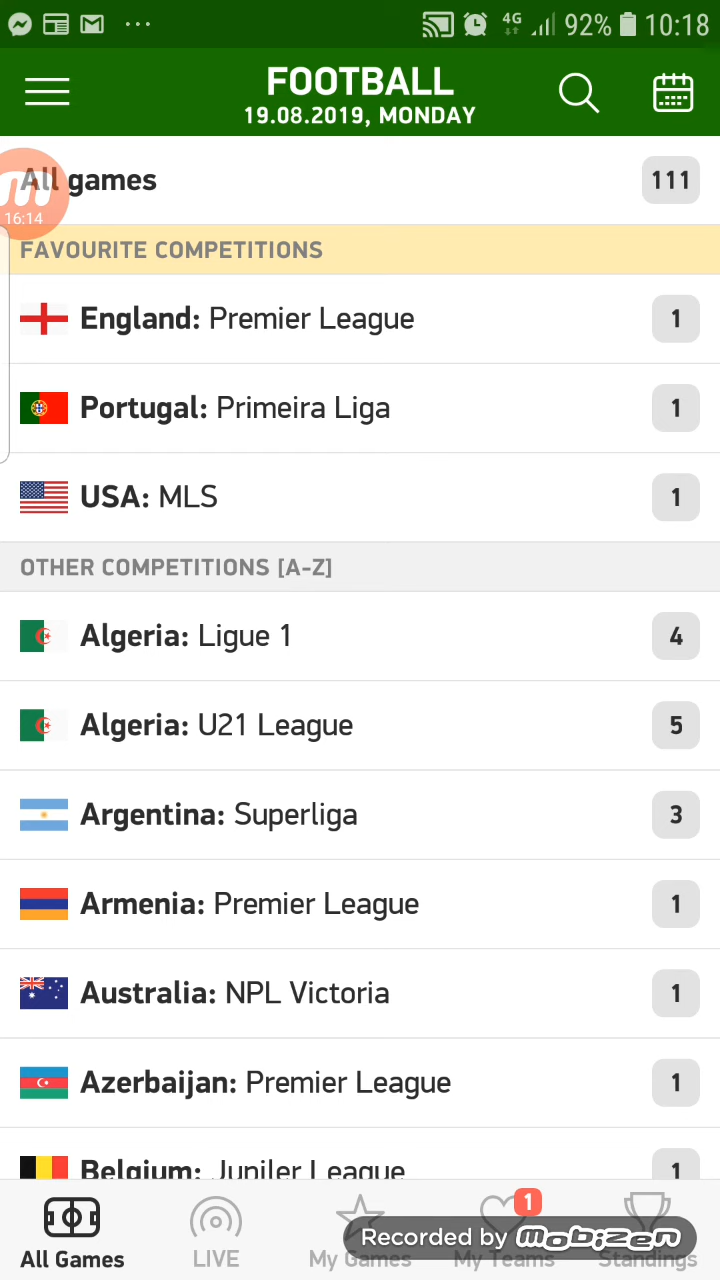 4G 92% 10:18
FOOTBALL
19.08.2019, MONDAY
All games 111
16:14
FAVOURITE COMPETITIONS
England: Premier League 1
Portugal: Primeira Liga 1
USA: MLS 1
OTHER COMPETITIONS [A-Z]
Algeria: Ligue 1 4
Algeria: U21 League 5
Argentina: Superliga 3
Armenia: Premier League 1
Australia: NPL Victoria 1
Azerbaijan: Premier League 1
Belgium: Jupiler League 1
1
Recorded by mobizen
All Games LIVE My Games My Teams Standings